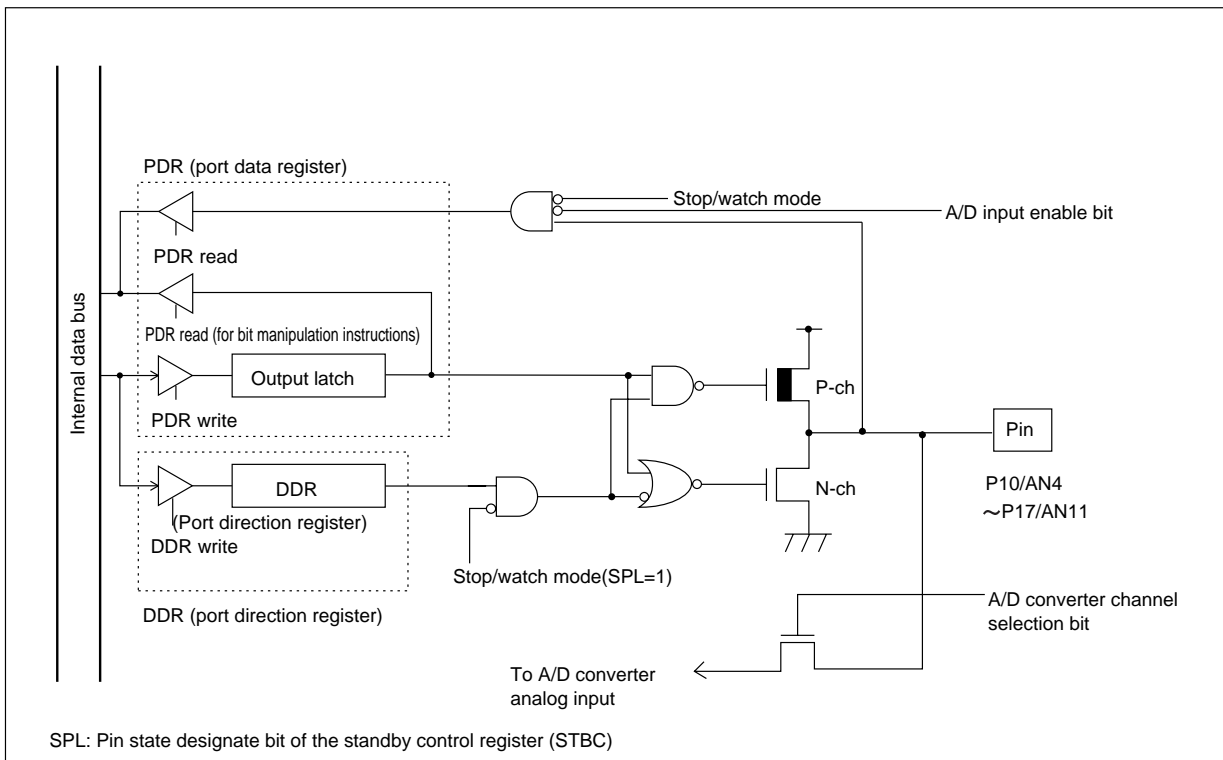 PDR (port data register)
Stop/watch mode
A/D input enable bit
PDR read
Internal data bus
PDR read (for bit manipulation instructions)
Output latch
P-ch
PDR write
Pin
DDR
N-ch
P10/AN4
～P17/AN11
(Port direction register)
DDR write
Stop/watch mode(SPL=1)
DDR (port direction register)
A/D converter channel
selection bit
To A/D converter
analog input
SPL: Pin state designate bit of the standby control register (STBC)